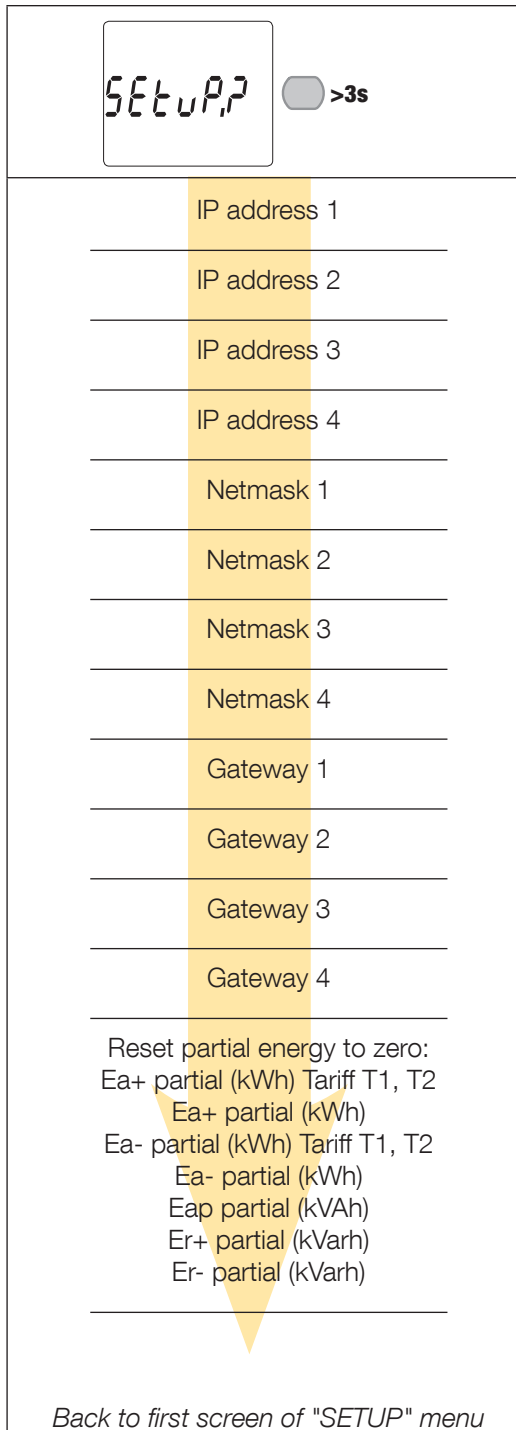 SEtuP,?
>3s
IP address 1
IP address 2
IP address 3
IP address 4
Netmask 1
Netmask 2
Netmask 3
Netmask 4
Gateway 1
Gateway 2
Gateway 3
Gateway 4
Reset partial energy to zero:
Ea+ partial (kWh) Tariff T1, T2
Ea+ partial (kWh)
Ea- partial (kWh) Tariff T1, T2
Ea- partial (kWh)
Eap partial (kVAh)
Er+ partial (kVarh)
Er- partial (kVarh)
Back to first screen of "SETUP" menu